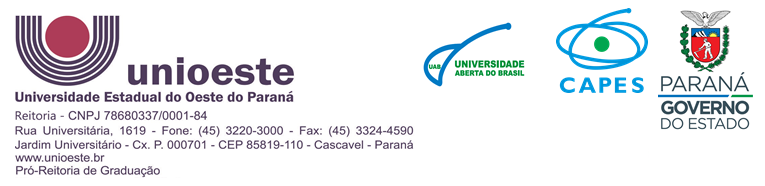 unioeste
Universidade Estadual do Oeste do Paraná
Reitoria - CNPJ 78680337/0001-84
Rua Universitária, 1619 - Fone: (45) 3220-3000 - Fax: (45) 3324-4590
Jardim Universitário - Cx. P. 000701 - CEP 85819-110 - Cascavel - Paraná
www.unioeste.br
Pró-Reitoria de Graduação
UAB
UNIVERSIDADE
ABERTA DO BRASIL
CAPES
PARANÁ
GOVERNO
DO ESTADO